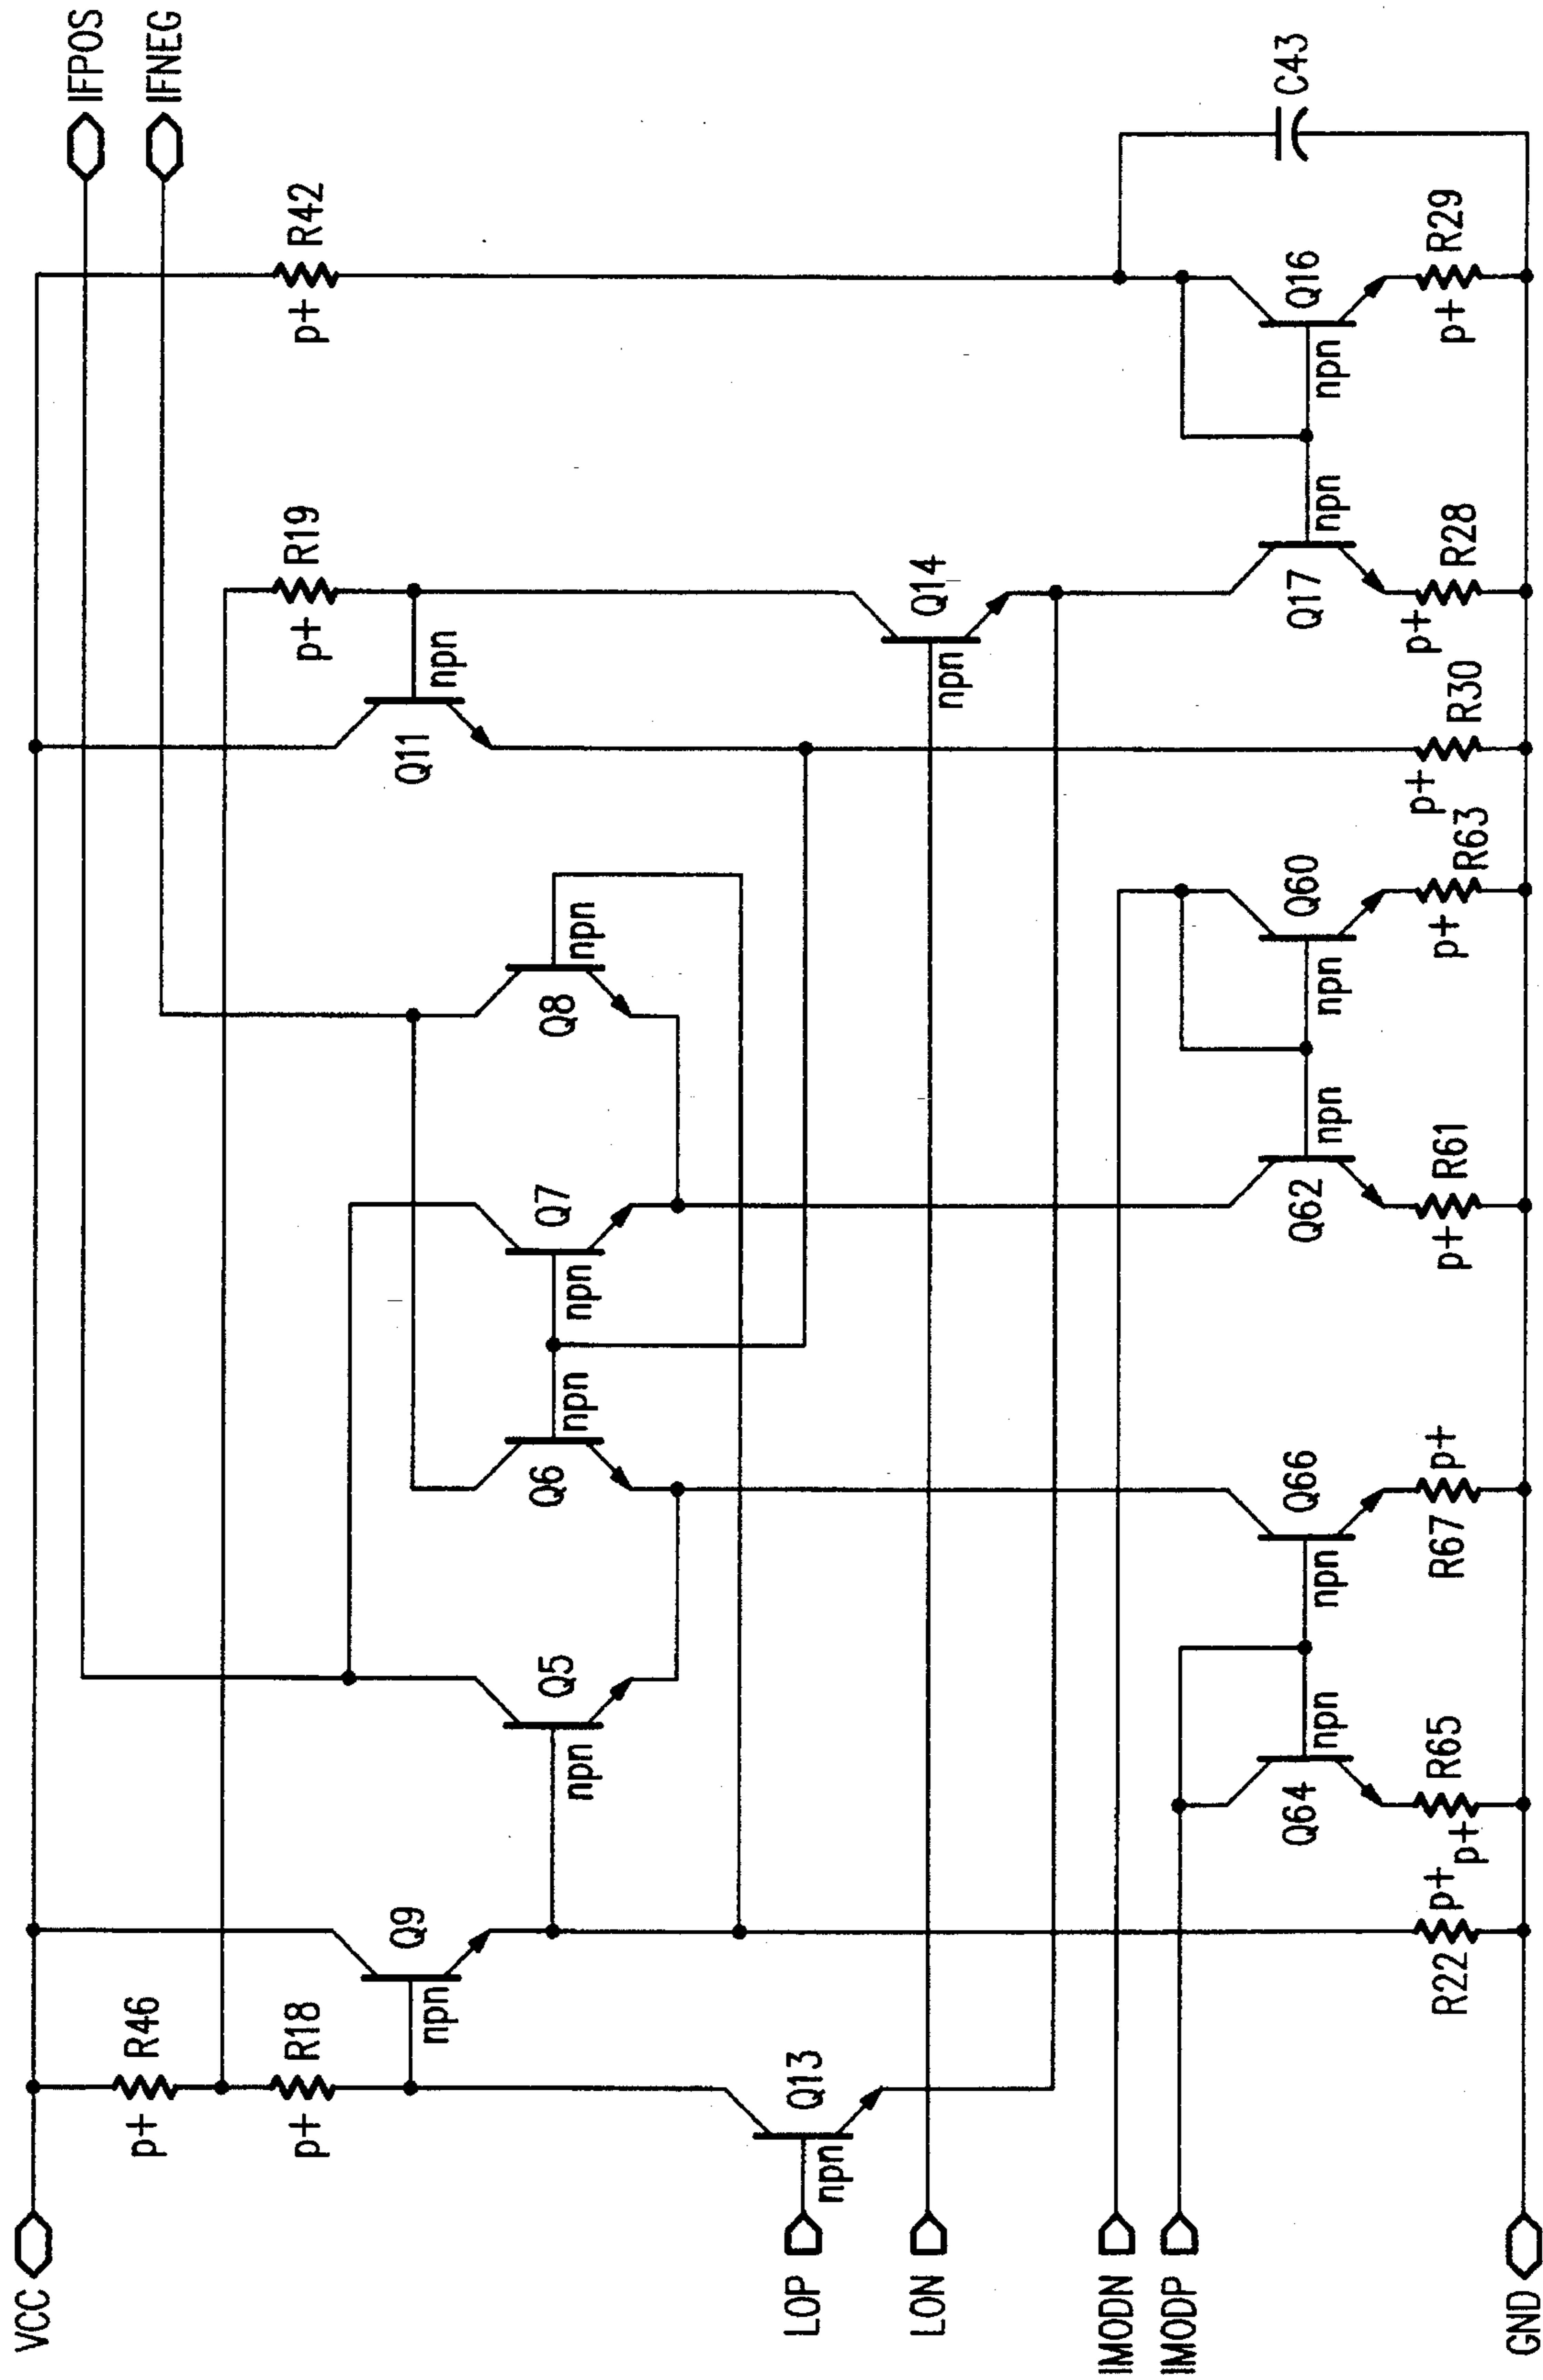 VCC
IFPOS
IFNEG
R46
p+
R18
p+
R19
p+
R42
p+
Q9
npn
Q11
npn
Q5
npn
Q6
npn
Q7
npn
Q8
npn
Q13
npn
LOP
LON
Q14
npn
IMODN
IMODP
Q64
npn
Q66
npn
Q62
npn
Q60
npn
Q17
npn
Q16
npn
C43
R22
p+
R65
p+
R67
p+
R61
p+
R63
p+
R30
p+
R28
p+
R29
p+
GND